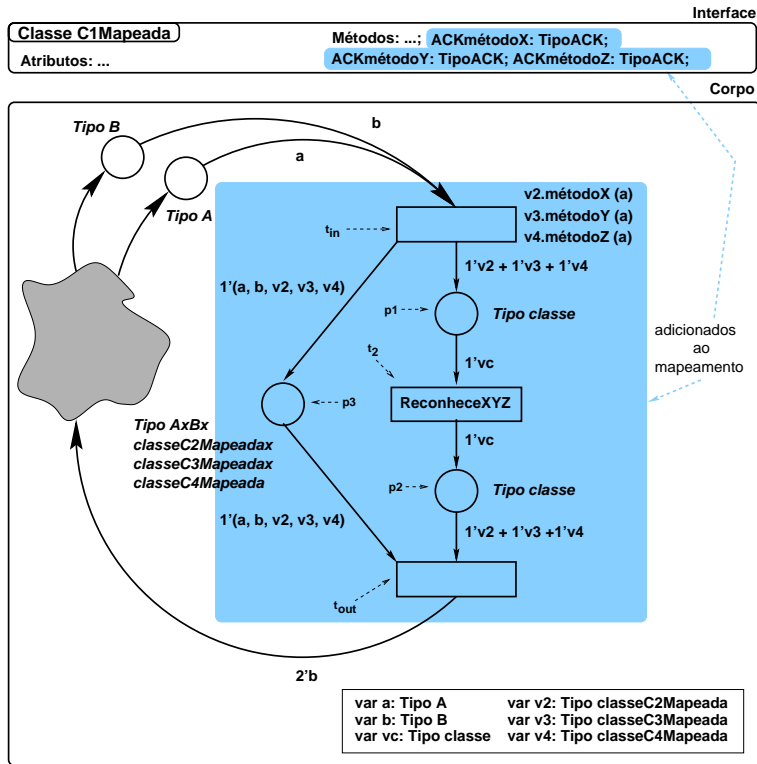 Interface
Classe C1Mapeada
Métodos: ...; ACKmétodoX: TipoACK;
Atributos: ...
ACKmétodoY: TipoACK; ACKmétodoZ: TipoACK;
Corpo
Tipo B
b
a
Tipo A
v2.métodoX (a)
v3.métodoY (a)
v4.métodoZ (a)
t_in
1'(a, b, v2, v3, v4)
1'v2 + 1'v3 + 1'v4
p1
Tipo classe
adicionados
ao
mapeamento
t_2
1'vc
ReconheceXYZ
p3
Tipo AxBx
classeC2Mapeadax
classeC3Mapeadax
classeC4Mapeada
1'vc
p2
Tipo classe
1'(a, b, v2, v3, v4)
1'v2 + 1'v3 +1'v4
t_out
2'b
var a: Tipo A
var b: Tipo B
var vc: Tipo classe
var v2: Tipo classeC2Mapeada
var v3: Tipo classeC3Mapeada
var v4: Tipo classeC4Mapeada